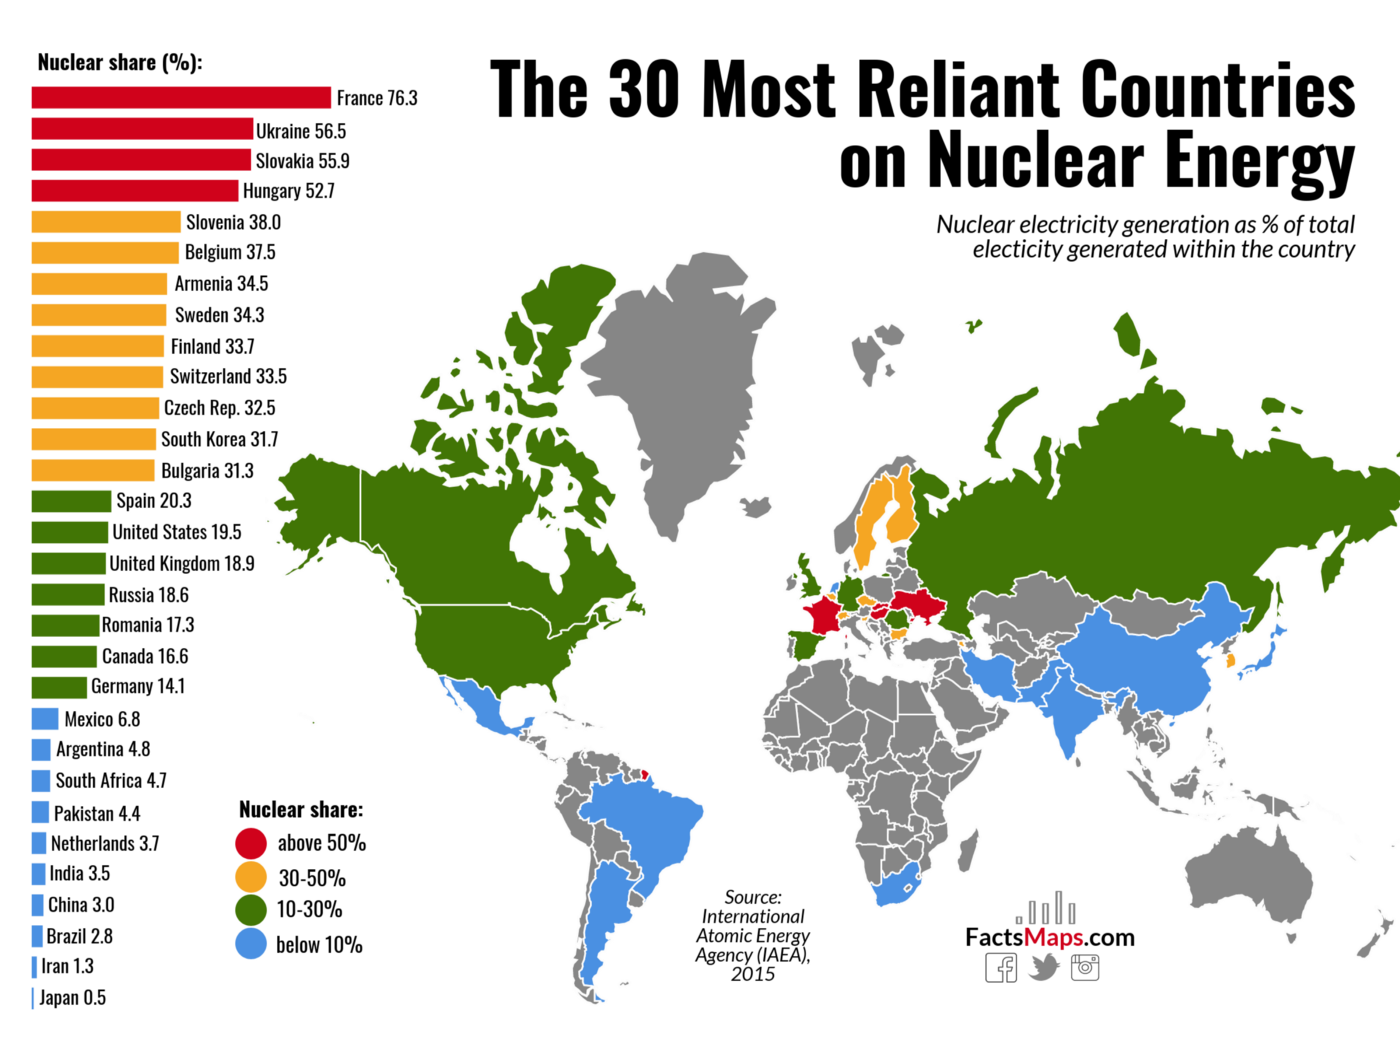 Nuclear share (%):
The 30 Most Reliant Countries
on Nuclear Energy
Nuclear electricity generation as % of total
electicity generated within the country
France 76.3
Ukraine 56.5
Slovakia 55.9
Hungary 52.7
Slovenia 38.0
Belgium 37.5
Armenia 34.5
Sweden 34.3
Finland 33.7
Switzerland 33.5
Czech Rep. 32.5
South Korea 31.7
Bulgaria 31.3
Spain 20.3
United States 19.5
United Kingdom 18.9
Russia 18.6
Romania 17.3
Canada 16.6
Germany 14.1
Mexico 6.8
Argentina 4.8
South Africa 4.7
Pakistan 4.4
Netherlands 3.7
India 3.5
China 3.0
Brazil 2.8
Iran 1.3
Japan 0.5
Nuclear share:
above 50%
30-50%
10-30%
below 10%
Source:
International
Atomic Energy
Agency (IAEA),
2015
FactsMaps.com